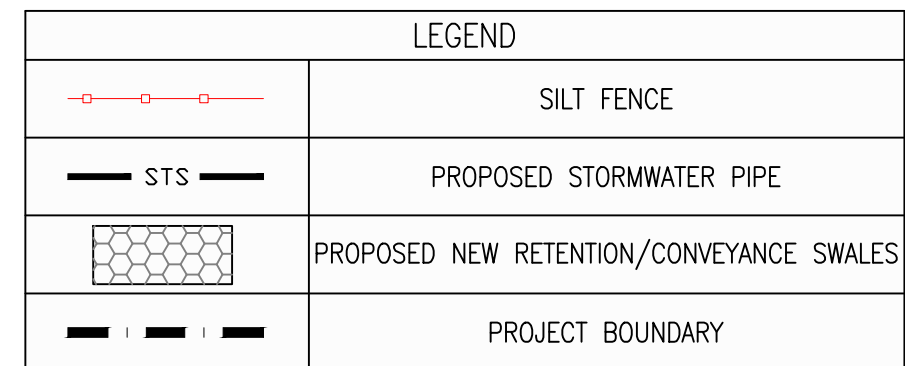 LEGEND
SILT FENCE
STS PROPOSED STORMWATER PIPE
PROPOSED NEW RETENTION/CONVEYANCE SWALES
PROJECT BOUNDARY